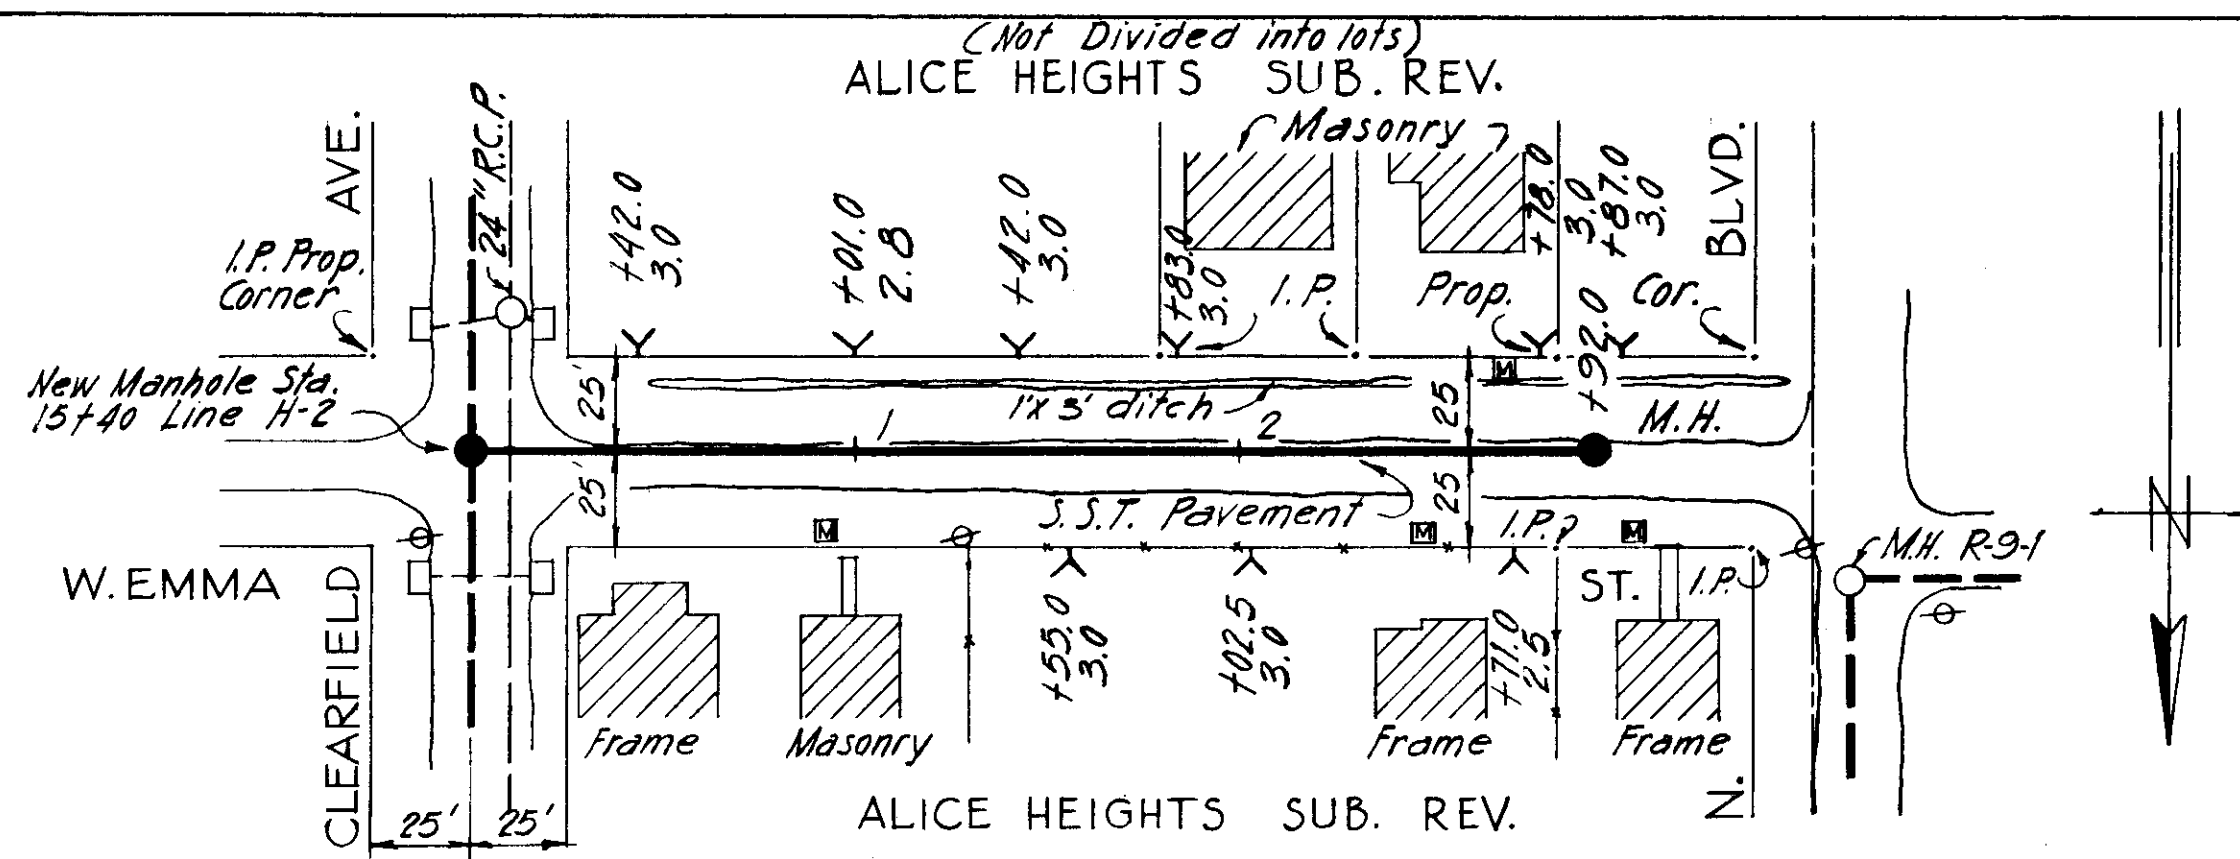 (Not Divided into lots)
ALICE HEIGHTS SUB. REV.
AVE.
24" R.C.P.
I.P. Prop.
Corner
+42.0
3.0
+01.0
2.8
+42.0
3.0
+83.0
3.0
Masonry
I.P.
Prop.
Cor.
+78.0
3.0
+87.0
3.0
+92.0
BLVD.
New Manhole Sta.
15+40 Line H-2
25'
25'
1'x 3' ditch
1
2
25
25
M
M.H.
S.S.T. Pavement
M
M
M
I.P.
I.P.
M.H. R-9-1
N
W. EMMA
ST.
CLEARFIELD
+55.0
3.0
+02.5
3.0
+71.0
2.5
Frame
Masonry
Frame
Frame
25'
25'
ALICE HEIGHTS SUB. REV.
N.